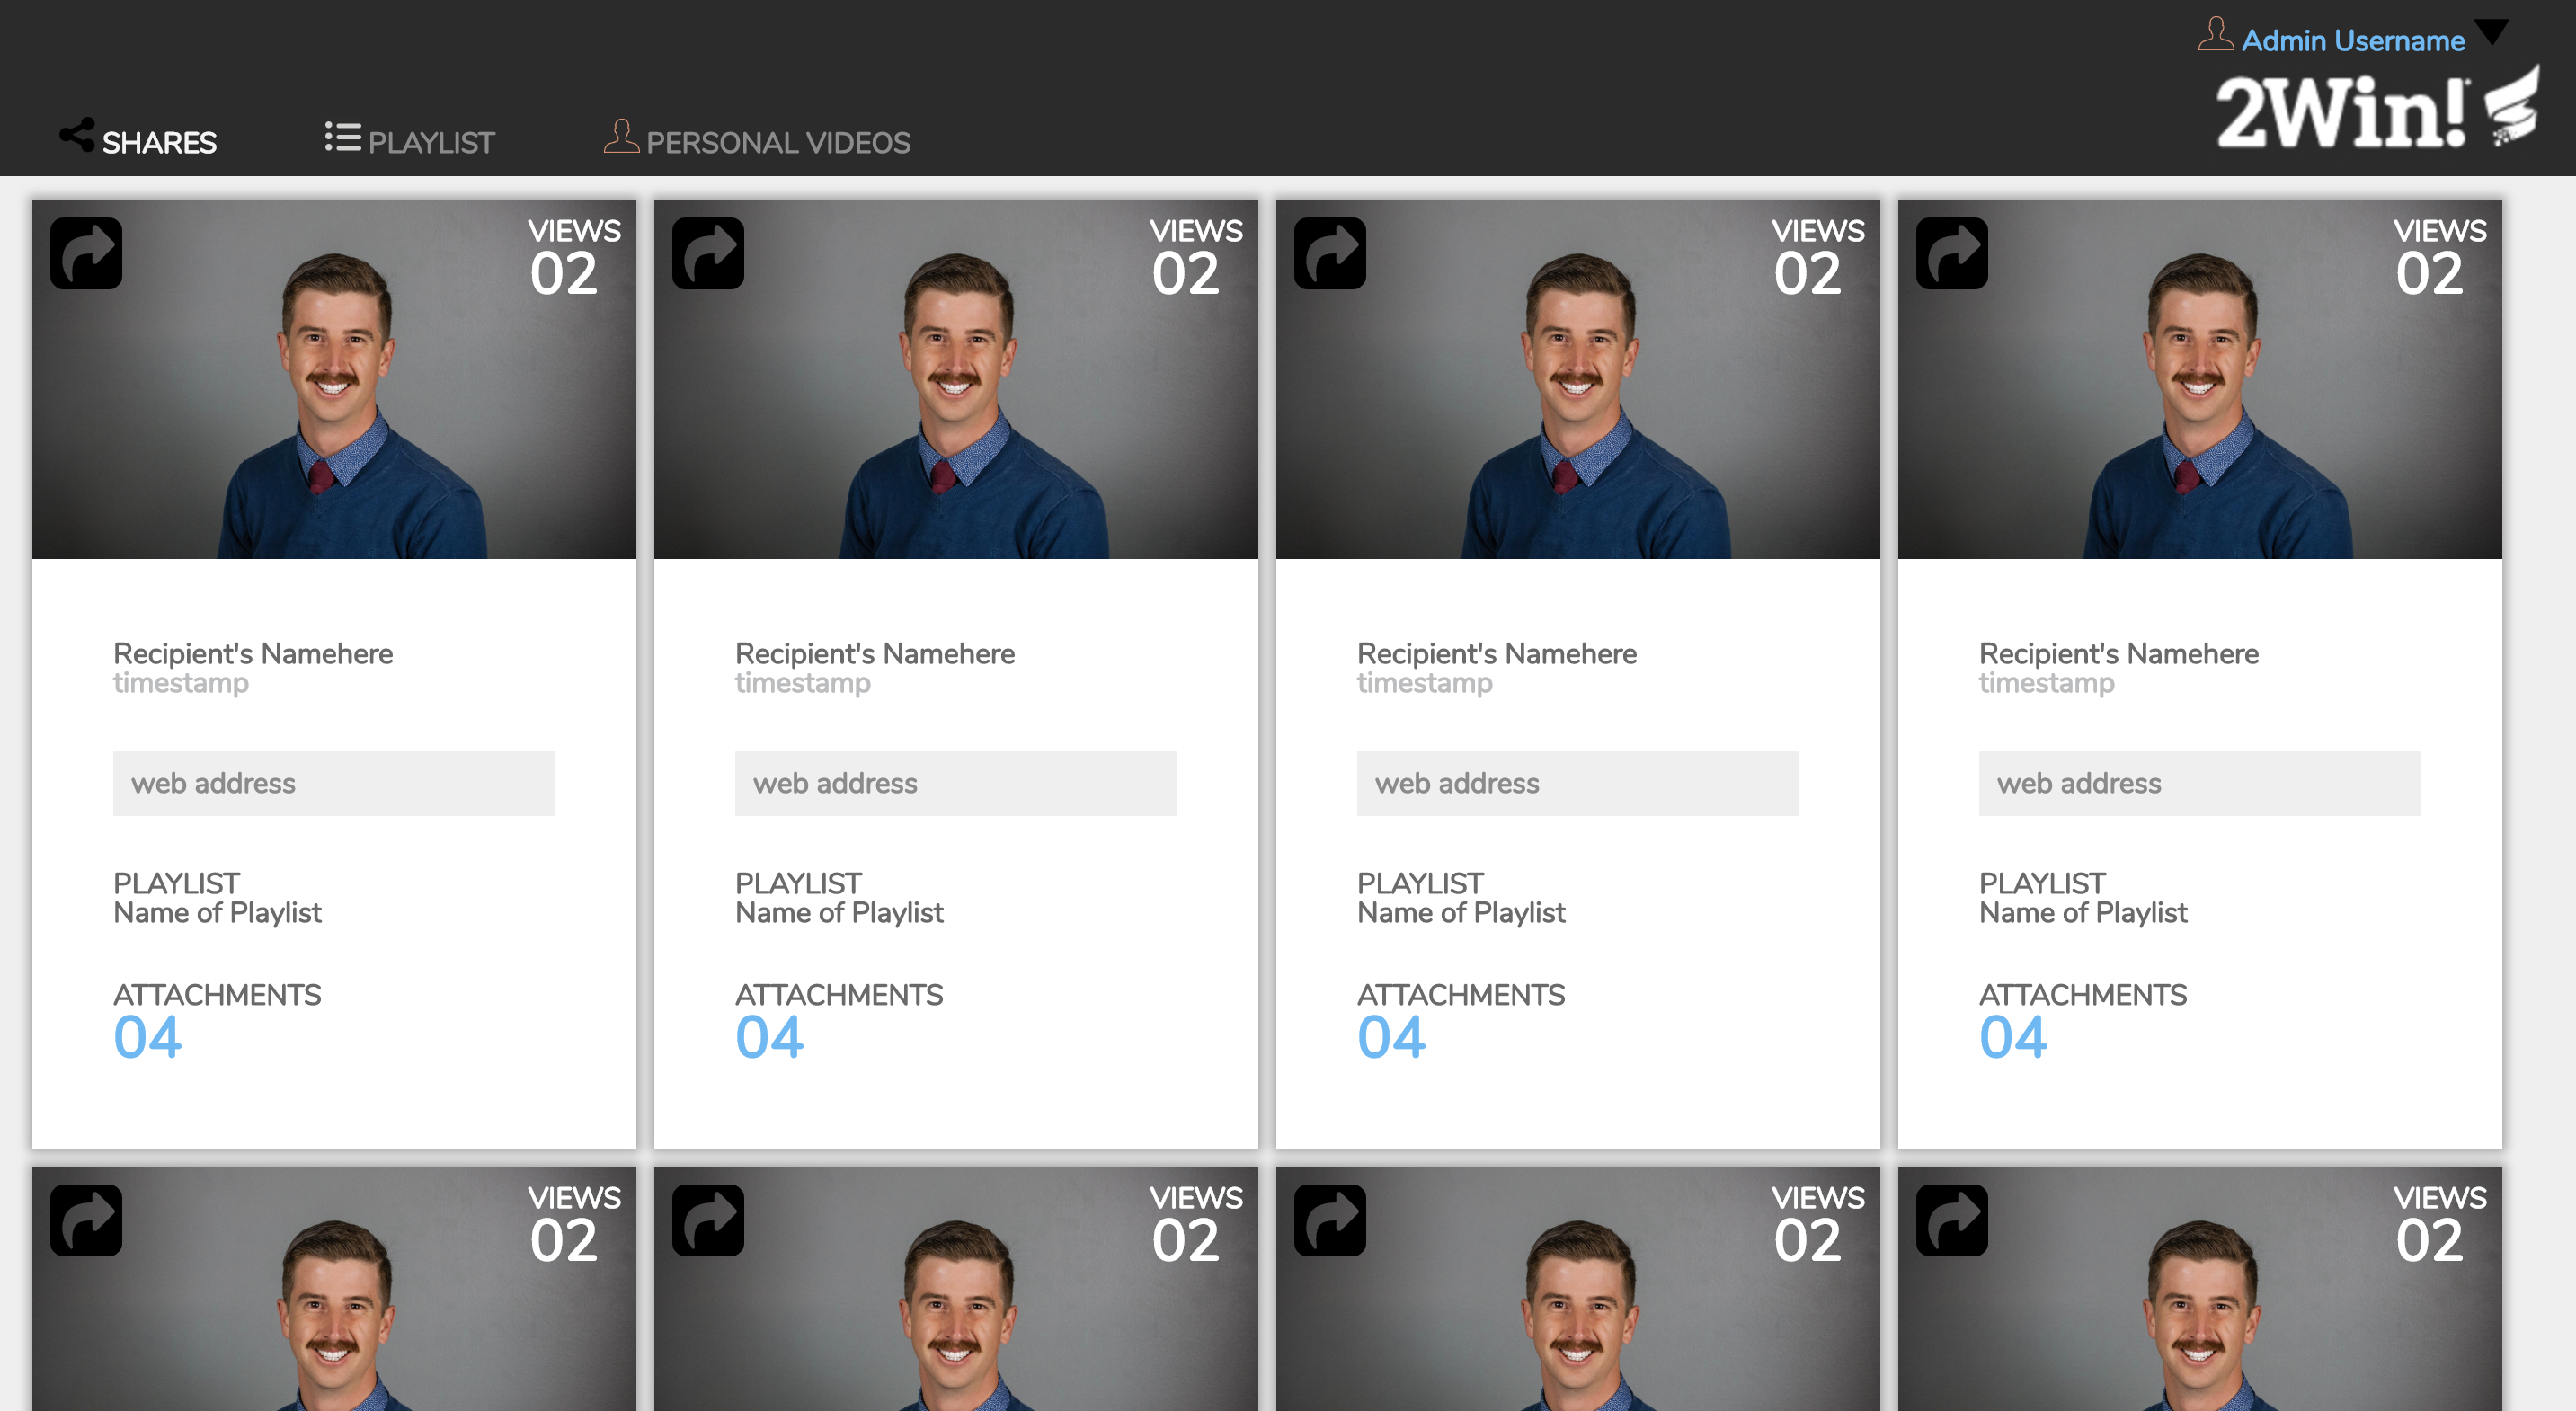 Admin Username
2Win!
SHARES PLAYLIST PERSONAL VIDEOS
VIEWS VIEWS VIEWS VIEWS
02 02 02 02
Recipient's Namehere Recipient's Namehere Recipient's Namehere Recipient's Namehere
timestamp timestamp timestamp timestamp
web address web address web address web address
PLAYLIST PLAYLIST PLAYLIST PLAYLIST
Name of Playlist Name of Playlist Name of Playlist Name of Playlist
ATTACHMENTS ATTACHMENTS ATTACHMENTS ATTACHMENTS
04 04 04 04
VIEWS VIEWS VIEWS VIEWS
02 02 02 02